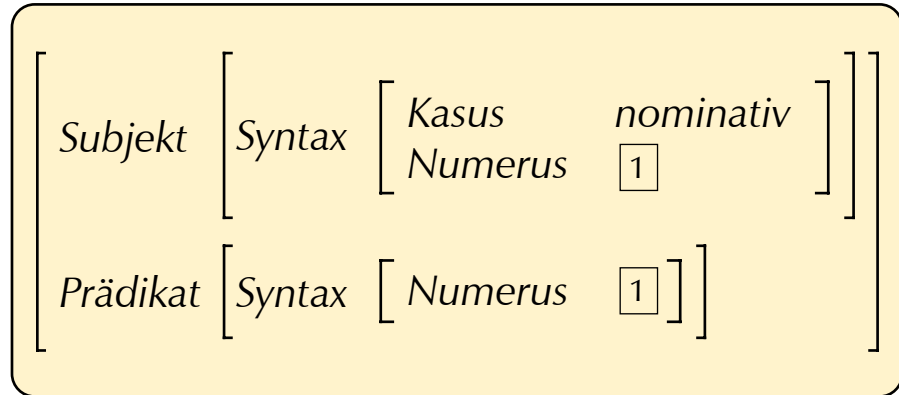 Kasus nominativ
Subjekt Syntax
Numerus 1
Prädikat Syntax Numerus 1